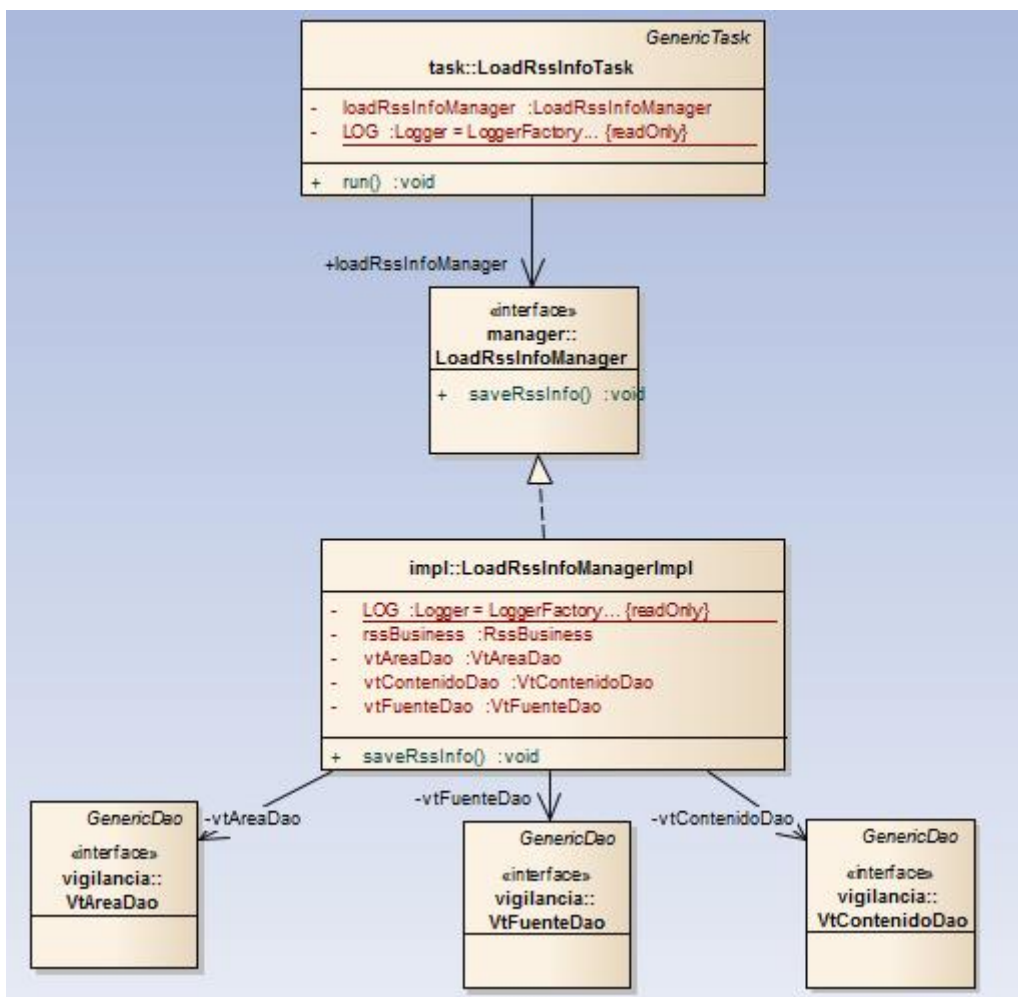 GenericTask
task::LoadRssInfoTask
- loadRssInfoManager :LoadRssInfoManager
- LOG :Logger = LoggerFactory... {readOnly}
+ run() :void
+loadRssInfoManager
«interface»
manager::
LoadRssInfoManager
+ saveRssInfo() :void
impl::LoadRssInfoManagerImpl
- LOG :Logger = LoggerFactory... {readOnly}
- rssBusiness :RssBusiness
- vtAreaDao :VtAreaDao
- vtContenidoDao :VtContenidoDao
- vtFuenteDao :VtFuenteDao
+ saveRssInfo() :void
-vtAreaDao
-vtFuenteDao
-vtContenidoDao
GenericDao
«interface»
vigilancia::
VtAreaDao
GenericDao
«interface»
vigilancia::
VtFuenteDao
GenericDao
«interface»
vigilancia::
VtContenidoDao